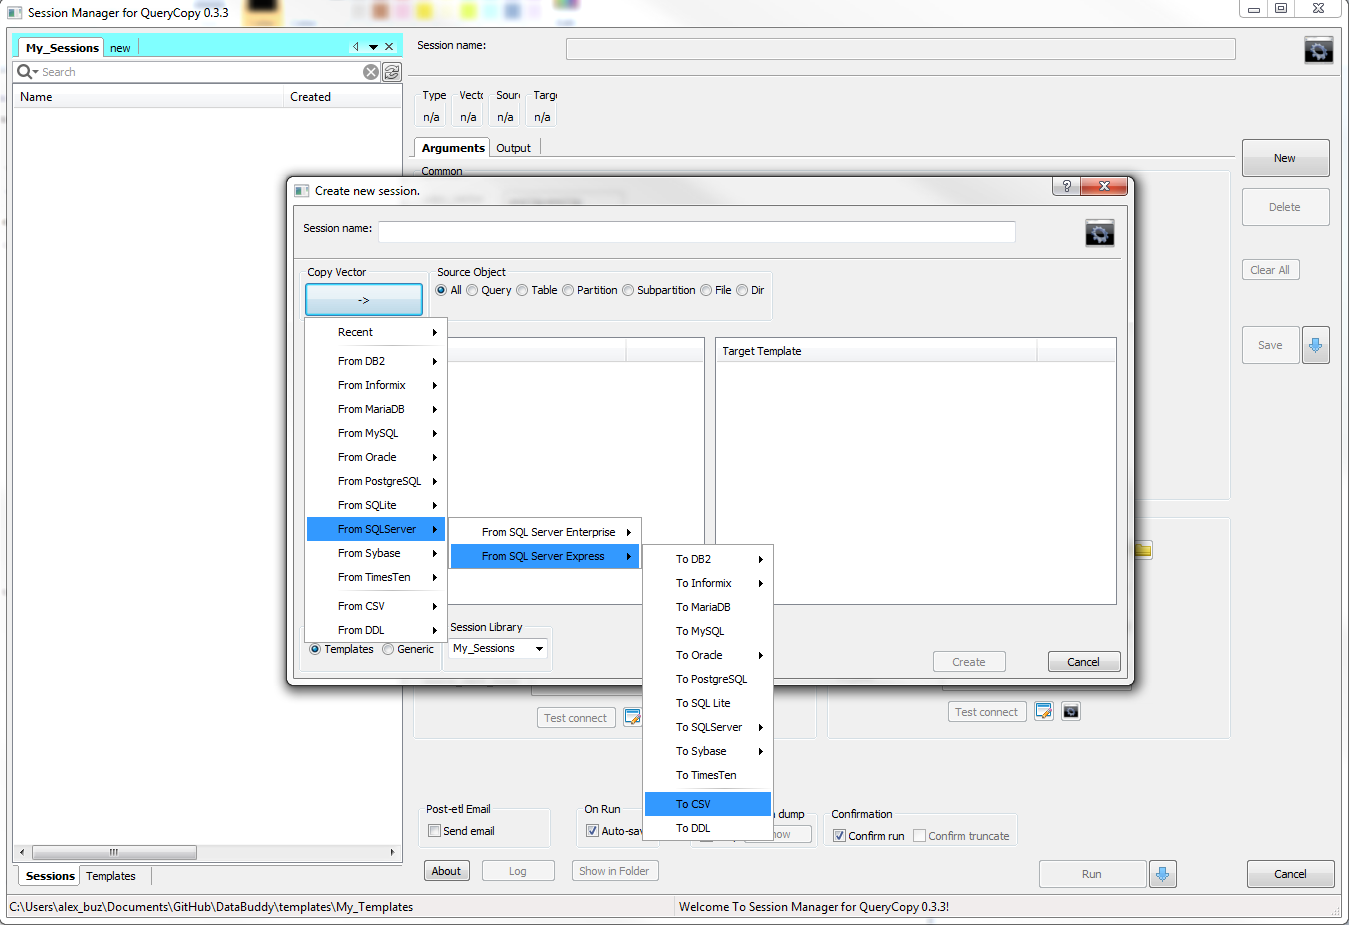 Session Manager for QueryCopy 0.3.3
My_Sessions new
Search
Name Created
Session name:
Type Vect Sour Targ
n/a n/a n/a n/a
Arguments Output
Common
New
Delete
Clear All
Save
Create new session.
Session name:
Copy Vector
->
Source Object
All Query Table Partition Subpartition File Dir
Recent
From DB2
From Informix
From MariaDB
From MySQL
From Oracle
From PostgreSQL
From SQLite
From SQLServer
From Sybase
From TimesTen
From CSV
From DDL
Target Template
From SQL Server Enterprise
From SQL Server Express
To DB2
To Informix
To MariaDB
To MySQL
To Oracle
To PostgreSQL
To SQL Lite
To SQLServer
To Sybase
To TimesTen
To CSV
To DDL
Templates Generic
Session Library
My_Sessions
Create Cancel
Test connect
Test connect
Post-etl Email
Send email
On Run
Auto-sav
dump
Confirmation
Confirm run Confirm truncate
About Log Show in Folder
Run Cancel
Sessions Templates
C:\Users\alex_buz\Documents\GitHub\DataBuddy\templates\My_Templates
Welcome To Session Manager for QueryCopy 0.3.3!